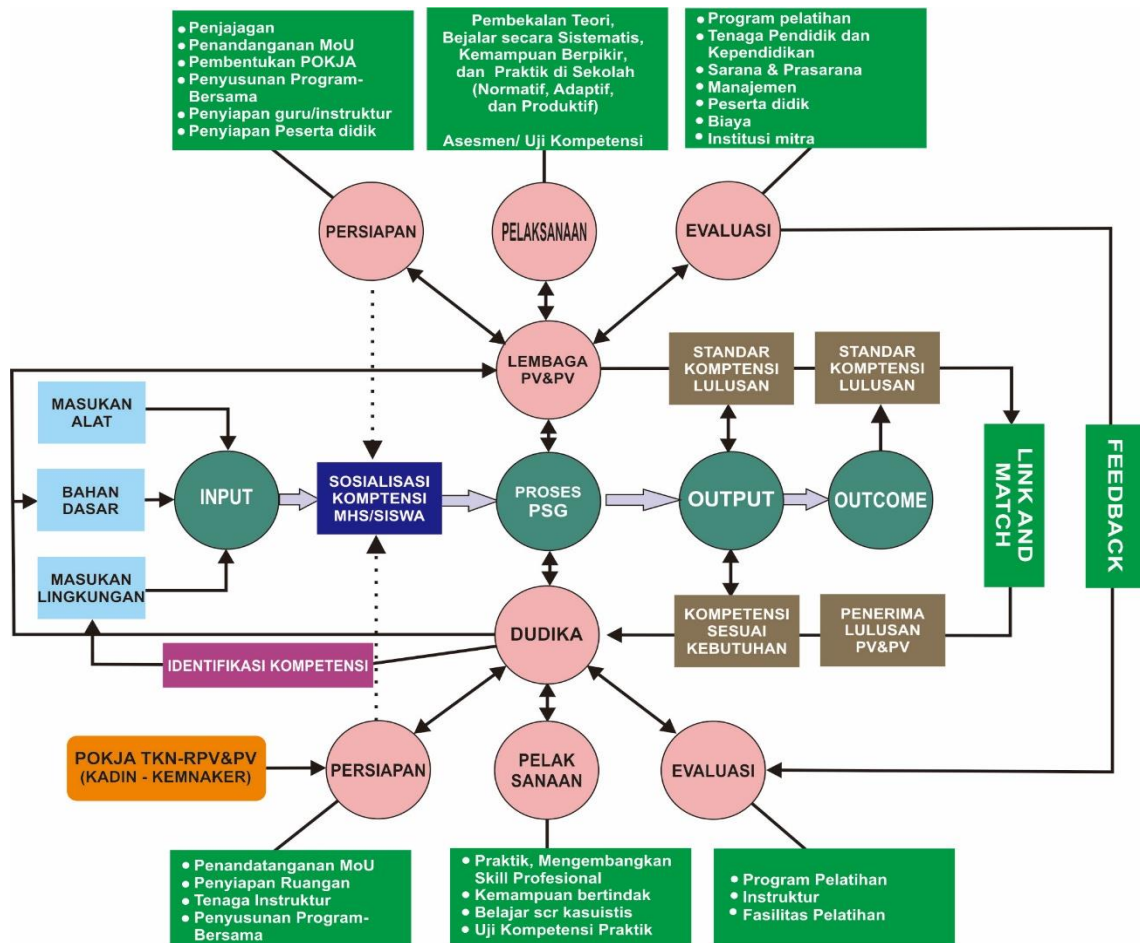 • Penjajagan
• Penandanganan MoU
• Pembentukan POKJA
• Penyusunan Program-
Bersama
• Penyiapan guru/instruktur
• Penyiapan Peserta didik
Pembekalan Teori,
Bejalar secara Sistematis,
Kemampuan Berpikir,
dan Praktik di Sekolah
(Normatif, Adaptif,
dan Produktif)
Asesmen/ Uji Kompetensi
• Program pelatihan
• Tenaga Pendidik dan
Kependidikan
• Sarana & Prasarana
• Manajemen
• Peserta didik
• Biaya
• Institusi mitra
PERSIAPAN
PELAKSANAAN
EVALUASI
LEMBAGA
PV&PV
STANDAR
KOMPTENSI
LULUSAN
STANDAR
KOMPTENSI
LULUSAN
MASUKAN
ALAT
BAHAN
DASAR
MASUKAN
LINGKUNGAN
INPUT
SOSIALISASI
KOMPTENSI
MHS/SISWA
PROSES
PSG
OUTPUT
OUTCOME
LINK AND
MATCH
FEEDBACK
DUDIKA
KOMPETENSI
SESUAI
KEBUTUHAN
PENERIMA
LULUSAN
PV&PV
IDENTIFIKASI KOMPETENSI
POKJA TKN-RPV&PV
(KADIN - KEMNAKER)
PERSIAPAN
PELAK
SANAAN
EVALUASI
• Penandatanganan MoU
• Penyiapan Ruangan
• Tenaga Instruktur
• Penyusunan Program-
Bersama
• Praktik, Mengembangkan
Skill Profesional
• Kemampuan bertindak
• Belajar scr kasuistis
• Uji Kompetensi Praktik
• Program Pelatihan
• Instruktur
• Fasilitas Pelatihan